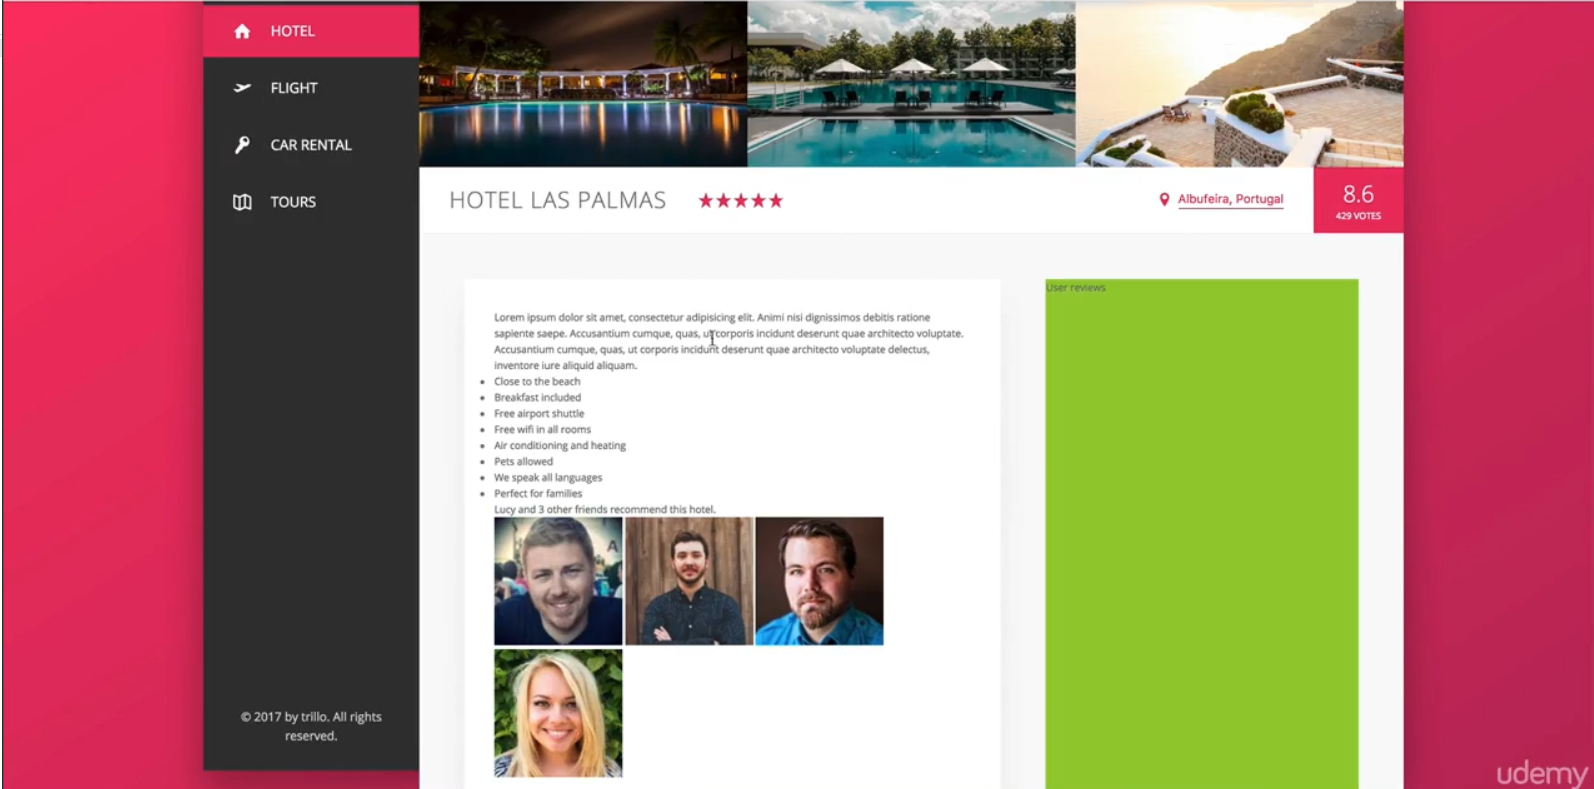 HOTEL
FLIGHT
CAR RENTAL
TOURS
© 2017 by trillo. All rights
reserved.
HOTEL LAS PALMAS
Albufeira, Portugal
8.6
429 VOTES
Lorem ipsum dolor sit amet, consectetur adipisicing elit. Animi nisi dignissimos debitis ratione
sapiente saepe. Accusantium cumque, quas, ut corporis incidunt deserunt quae architecto voluptate.
Accusantium cumque, quas, ut corporis incidunt deserunt quae architecto voluptate delectus,
inventore iure aliquid aliquam.
Close to the beach
Breakfast included
Free airport shuttle
Free wifi in all rooms
Air conditioning and heating
Pets allowed
We speak all languages
Perfect for families
Lucy and 3 other friends recommend this hotel.
User reviews
udemy